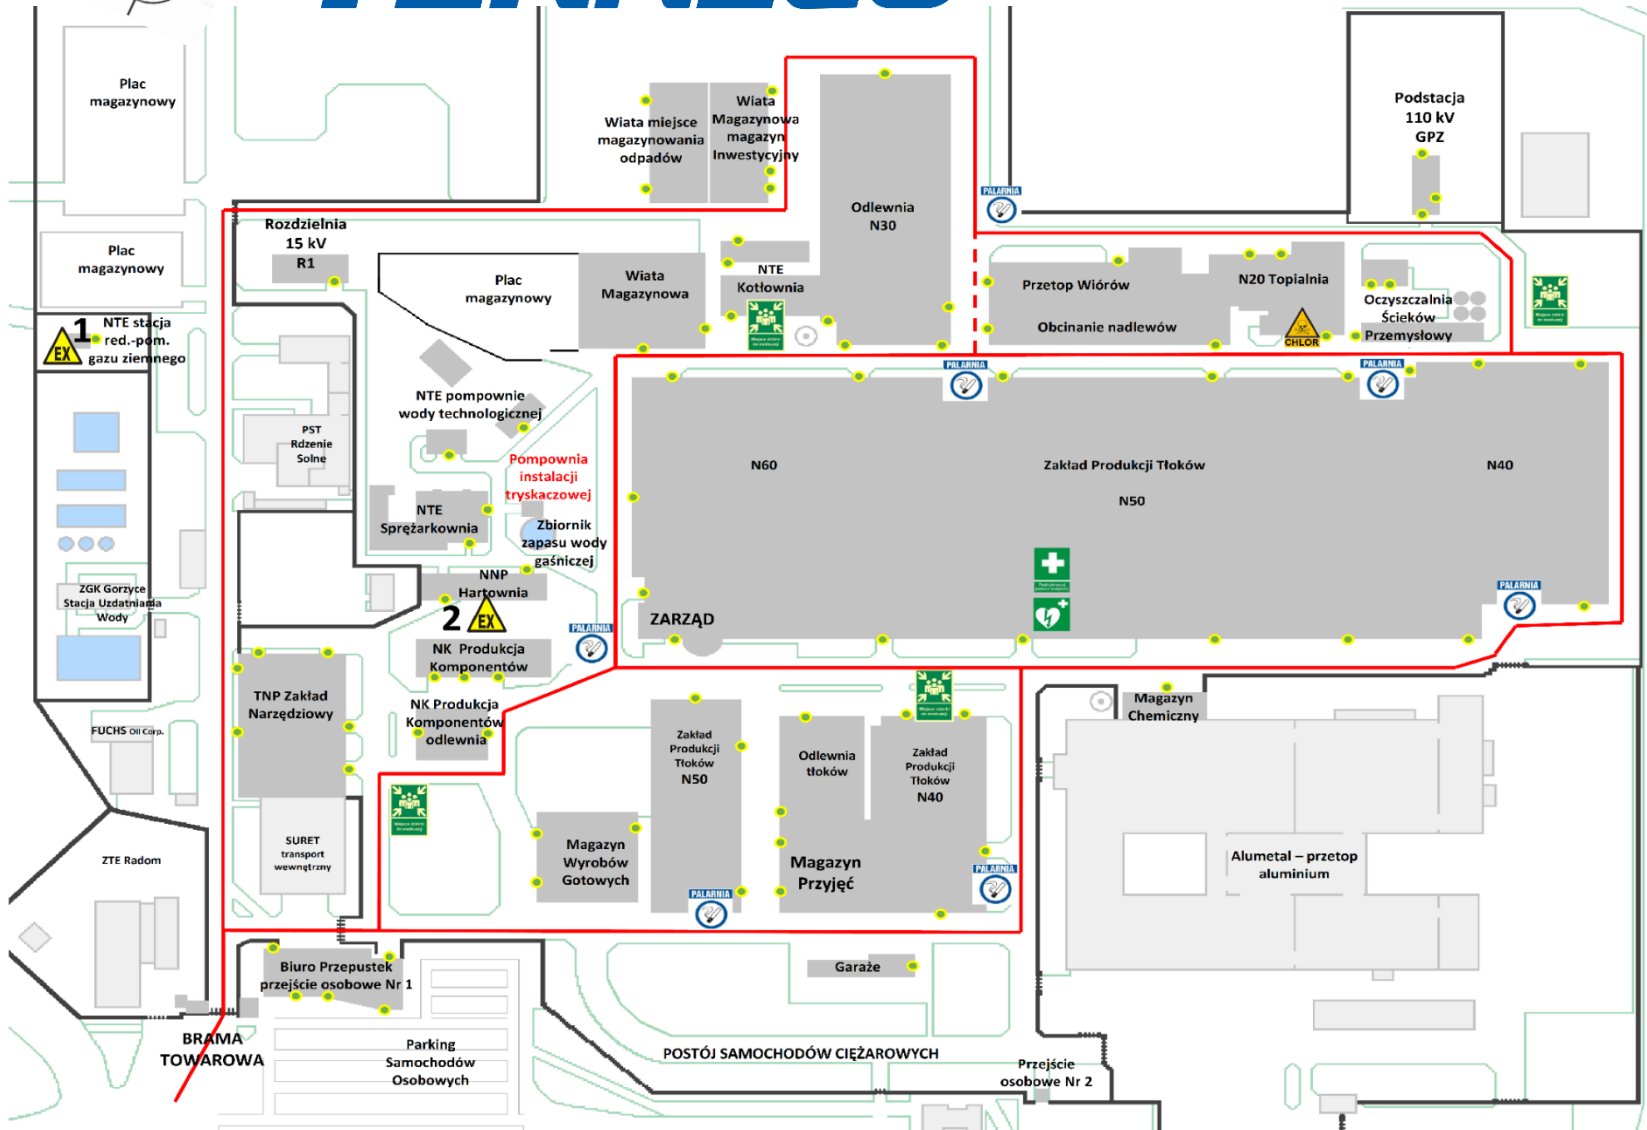 TENNECO
Plac
magazynowy
Wiata miejsce
magazynowania
odpadów
Wiata
Magazynowa
magazyn
Inwestycyjny
Podstacja
110 kV
GPZ
PALARNIA
Odlewnia
N30
Rozdzielnia
15 kV
R1
Plac
magazynowy
Plac
magazynowy
Wiata
Magazynowa
NTE
Kotłownia
Przetop Wiórów
N20 Topialnia
Obcinanie nadlewów
CHLOR
Oczyszczalnia
Ścieków
Przemysłowy
1
EX
NTE stacja
red.-pom.
gazu ziemnego
PALARNIA
PALARNIA
NTE pompownie
wody technologicznej
PST
Rdzenie
Solne
Pompownia
instalacji
tryskaczowej
N60
Zakład Produkcji Tłoków
N50
N40
NTE
Sprężarkownia
Zbiornik
zapasu wody
gaśniczej
NNP
Hartownia
2
EX
ZGK Gorzyce
Stacja Uzdatniania
Wody
PALARNIA
ZARZĄD
PALARNIA
NK Produkcja
Komponentów
TNP Zakład
Narzędziowy
NK Produkcja
Komponentów
odlewnia
FUCHS Oil Corp.
Zakład
Produkcji
Tłoków
N50
Odlewnia
tłoków
Zakład
Produkcji
Tłoków
N40
Magazyn
Chemiczny
SURET
transport
wewnętrzny
ZTE Radom
Magazyn
Wyrobów
Gotowych
Magazyn
Przyjęć
PALARNIA
PALARNIA
Alumetal – przetop
aluminium
Biuro Przepustek
przejście osobowe Nr 1
Garaże
BRAMA
TOWAROWA
Parking
Samochodów
Osobowych
POSTÓJ SAMOCHODÓW CIĘŻAROWYCH
Przejście
osobowe Nr 2